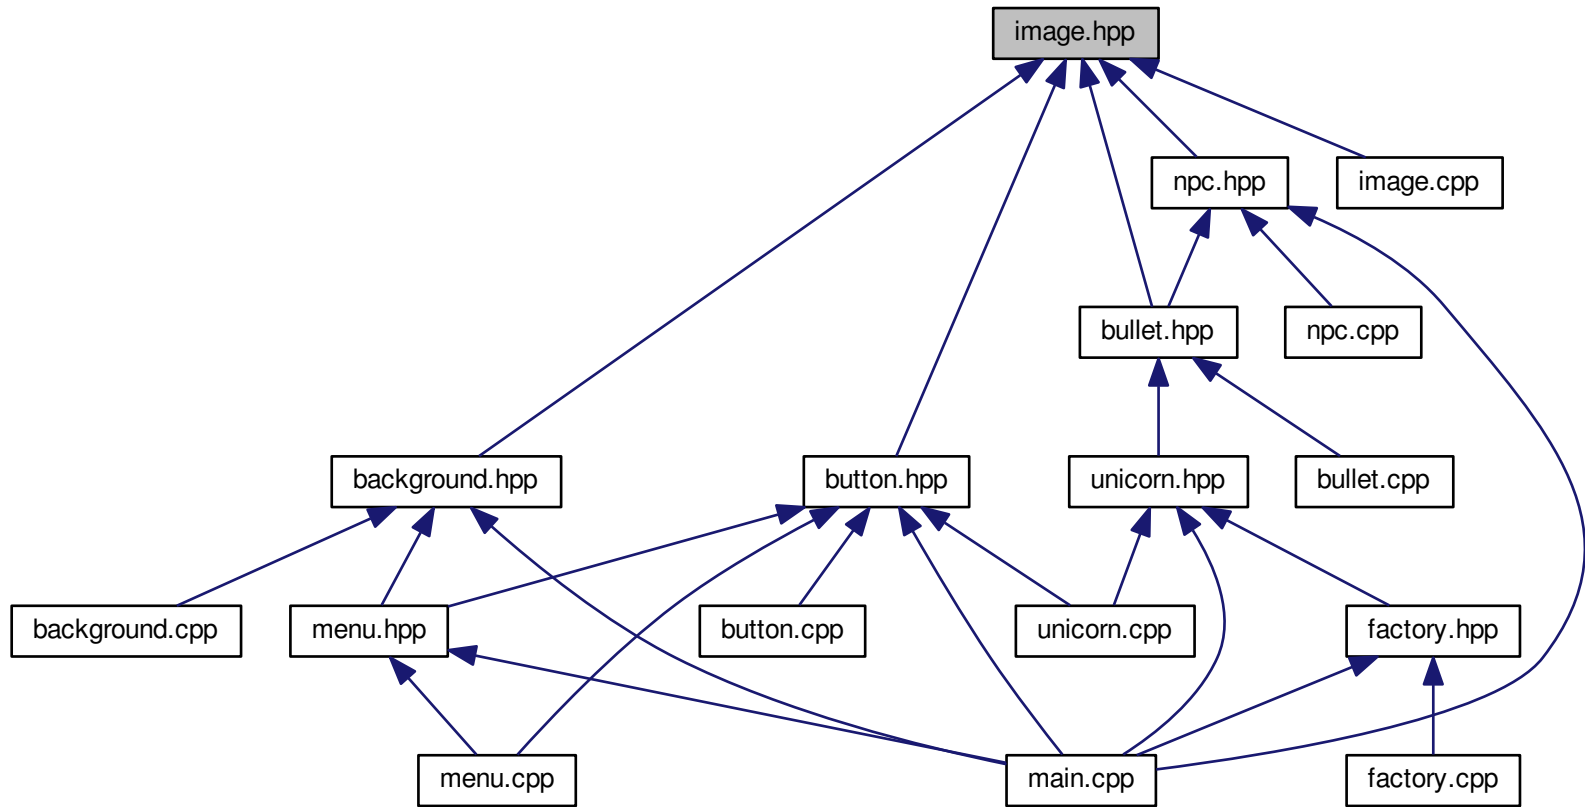 image.hpp
npc.hpp
image.cpp
bullet.hpp
npc.cpp
background.hpp
button.hpp
unicorn.hpp
bullet.cpp
background.cpp
menu.hpp
button.cpp
unicorn.cpp
factory.hpp
menu.cpp
main.cpp
factory.cpp